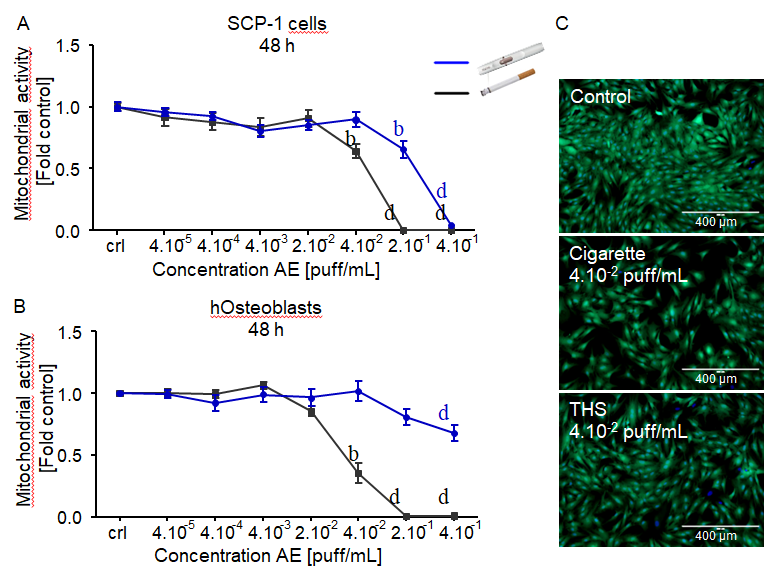 A
SCP-1 cells
48 h
Mitochondrial activity
[Fold control]
1.5
1.0
0.5
0.0
b
b
d
d
d
crl 4.10-5 4.10-4 4.10-3 2.10-2 4.10-2 2.10-1 4.10-1
Concentration AE [puff/mL]
B
hOsteoblasts
48 h
Mitochondrial activity
[Fold control]
1.5
1.0
0.5
0.0
d
b
d
d
crl 4.10-5 4.10-4 4.10-3 2.10-2 4.10-2 2.10-1 4.10-1
Concentration AE [puff/mL]
C
Control
400 µm
Cigarette
4.10-2 puff/mL
400 µm
THS
4.10-2 puff/mL
400 µm